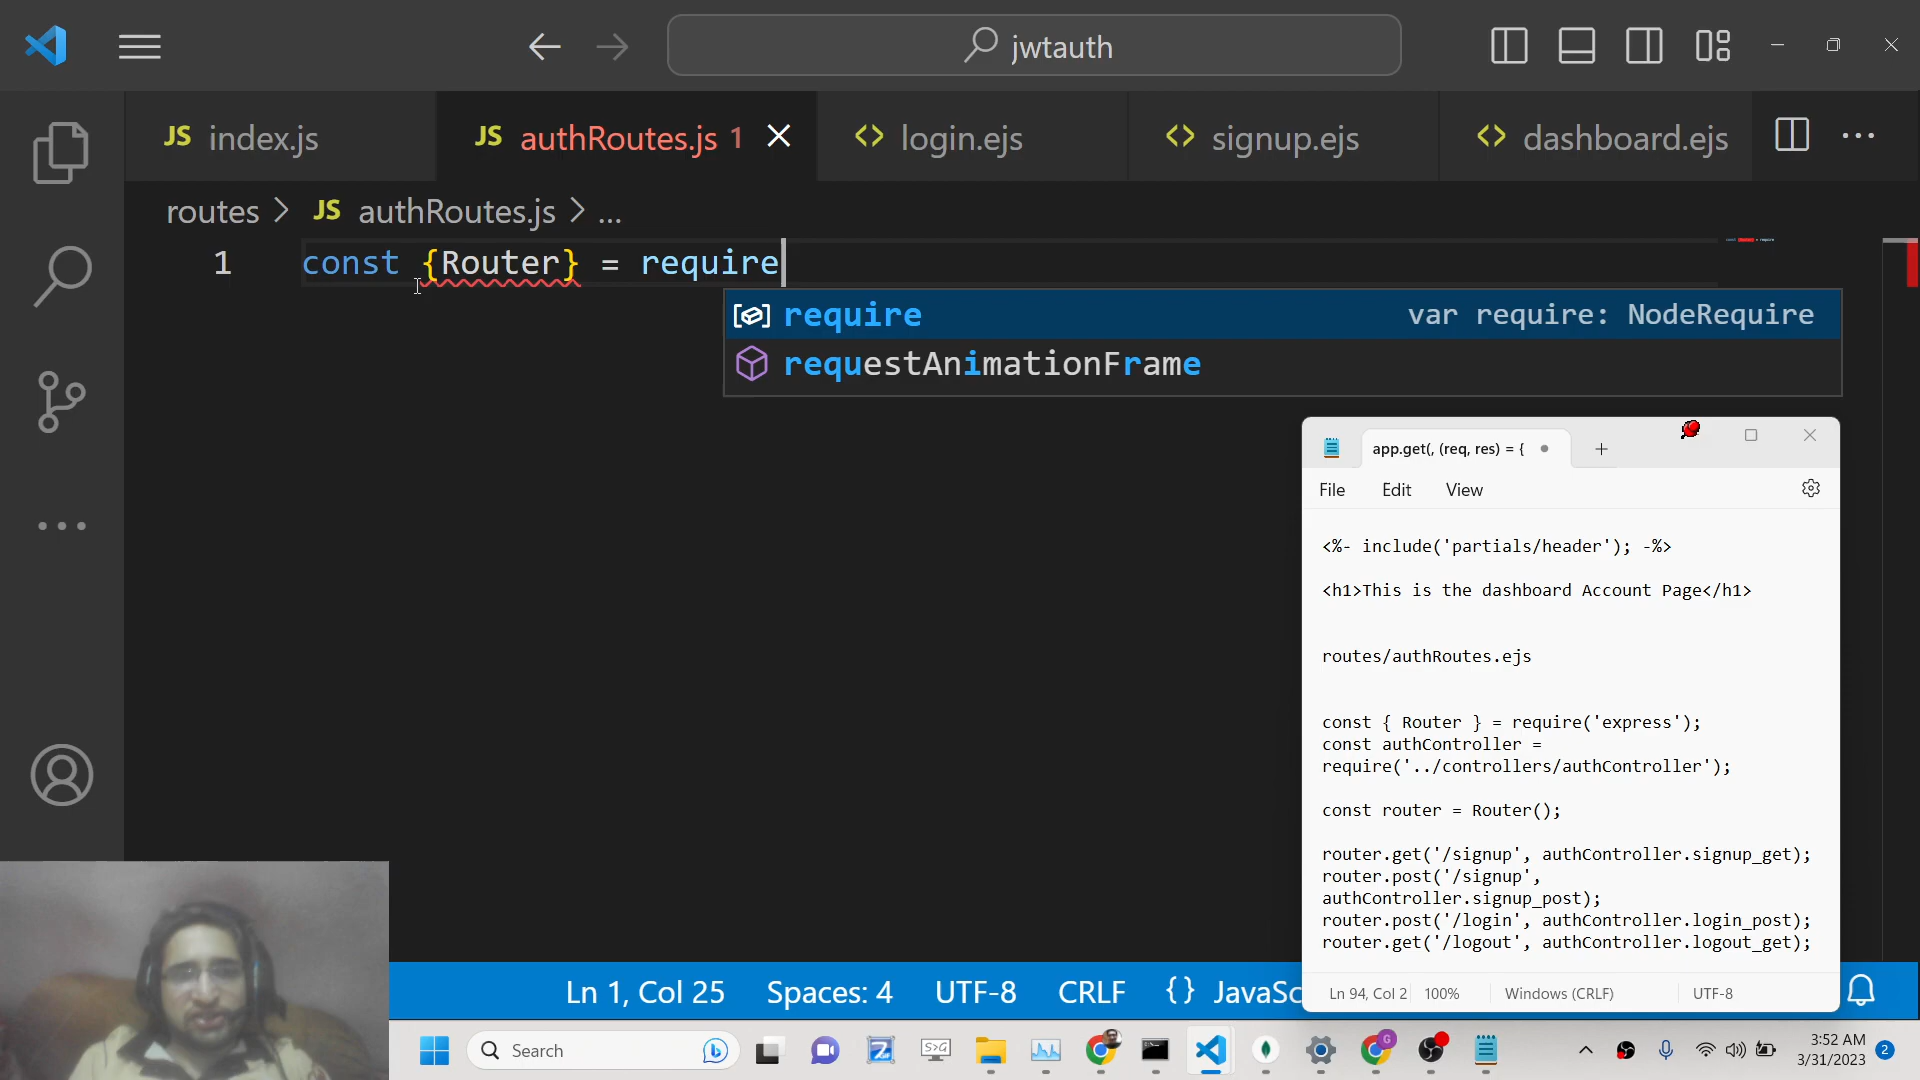 jwtauth
JS index.js
JS authRoutes.js 1
<> login.ejs
<> signup.ejs
<> dashboard.ejs
routes > JS authRoutes.js > ...
1 const {Router} = require
require var require: NodeRequire
requestAnimationFrame
app.get(, (req, res) = {
File Edit View
<%- include('partials/header'); -%>
<h1>This is the dashboard Account Page</h1>
routes/authRoutes.ejs
const { Router } = require('express');
const authController =
require('../controllers/authController');
const router = Router();
router.get('/signup', authController.signup_get);
router.post('/signup',
authController.signup_post);
router.post('/login', authController.login_post);
router.get('/logout', authController.logout_get);
Ln 94, Col 2 100% Windows (CRLF) UTF-8
Ln 1, Col 25 Spaces: 4 UTF-8 CRLF {} JavaSc
Search
S>G
G
3:52 AM
3/31/2023
2